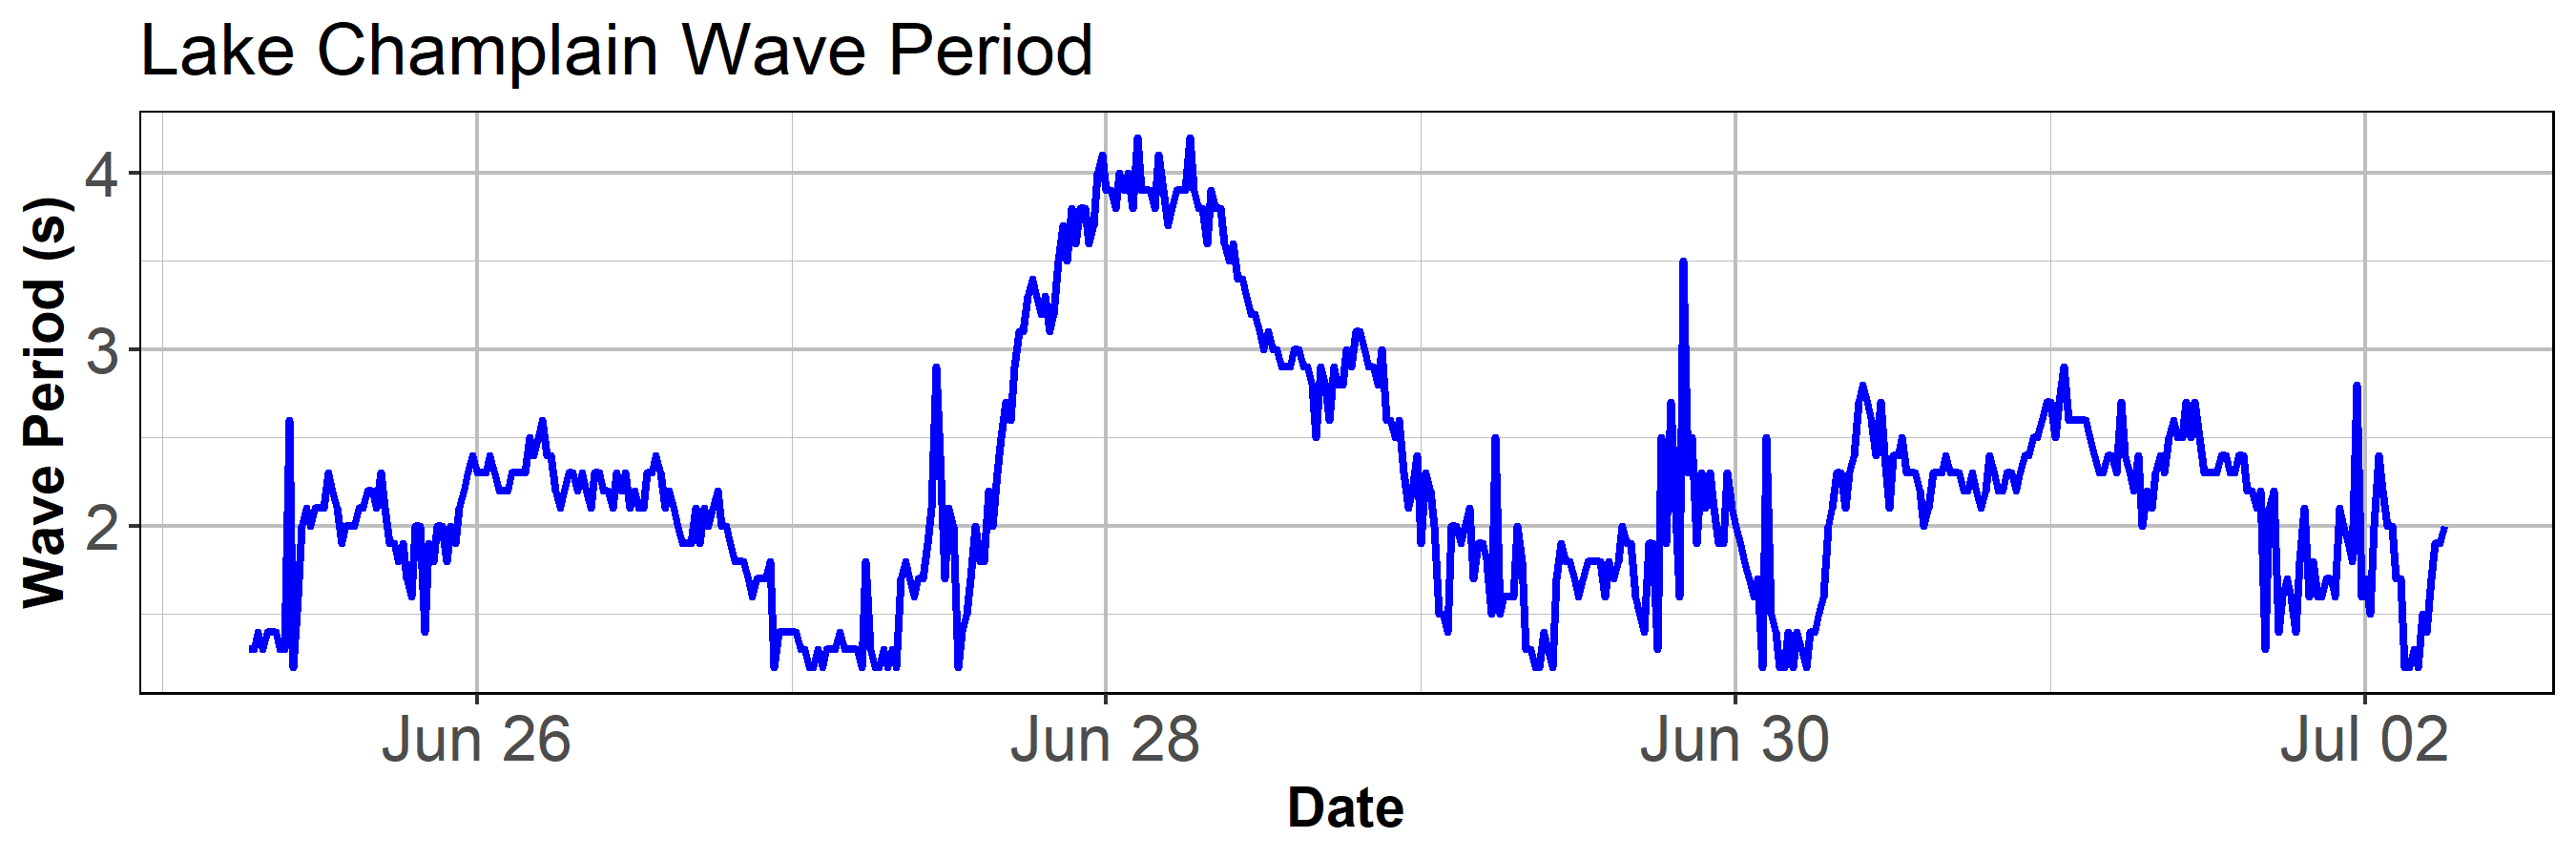 Lake Champlain Wave Period
Wave Period (s)
4
3
2
Jun 26
Jun 28
Jun 30
Jul 02
Date